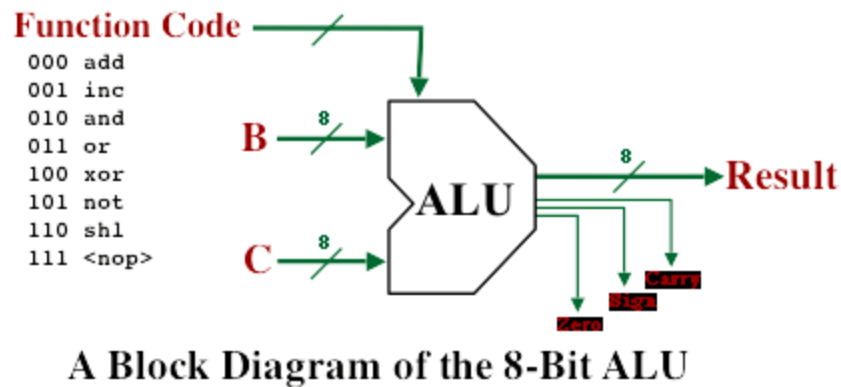 Function Code
000 add
001 inc
010 and
011 or
100 xor
101 not
110 shl
111 <nop>
B
8
C
8
ALU
8
Result
Carry
Sign
Zero
A Block Diagram of the 8-Bit ALU